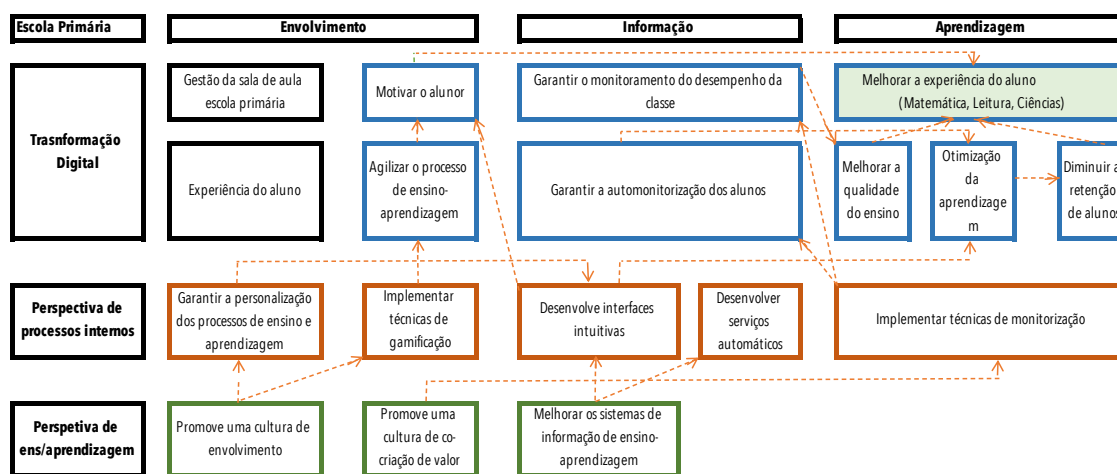 Escola Primária
Envolvimento
Informação
Aprendizagem
Trasnformação
Digital
Gestão da sala de aula
escola primária
Motivar o alunor
Garantir o monitoramento do desempenho da
classe
Melhorar a experiência do aluno
(Matemática, Leitura, Ciências)
Experiência do aluno
Agilizar o processo
de ensino-
aprendizagem
Garantir a automonitorização dos alunos
Melhorar a
qualidade
do ensino
Otimização
da
aprendizage
m
Diminuir a
retenção
de alunos
Perspectiva de
processos internos
Garantir a personalização
dos processos de ensino e
aprendizagem
Implementar
técnicas de
gamificação
Desenvolve interfaces
intuitivas
Desenvolver
serviços
automáticos
Implementar técnicas de monitorização
Perspetiva de
ens/aprendizagem
Promove uma cultura de
envolvimento
Promove uma
cultura de co-
criação de valor
Melhorar os sistemas de
informação de ensino-
aprendizagem